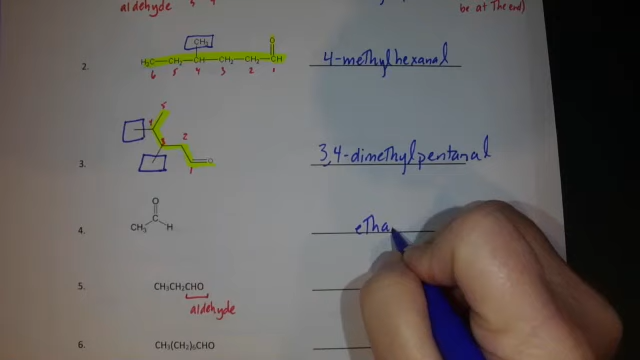 aldehyde
be at The end)
CH₃ O
2. H₃C—CH₂—CH—CH₂—CH₂—CH 4-methylhexanal
6 5 4 3 2 1
5
4
3 2
3. O 3,4-dimethylpentanal
1
O
4. CH₃ C H eTha
5. CH₃CH₂CHO
aldehyde
6. CH₃(CH₂)₆CHO